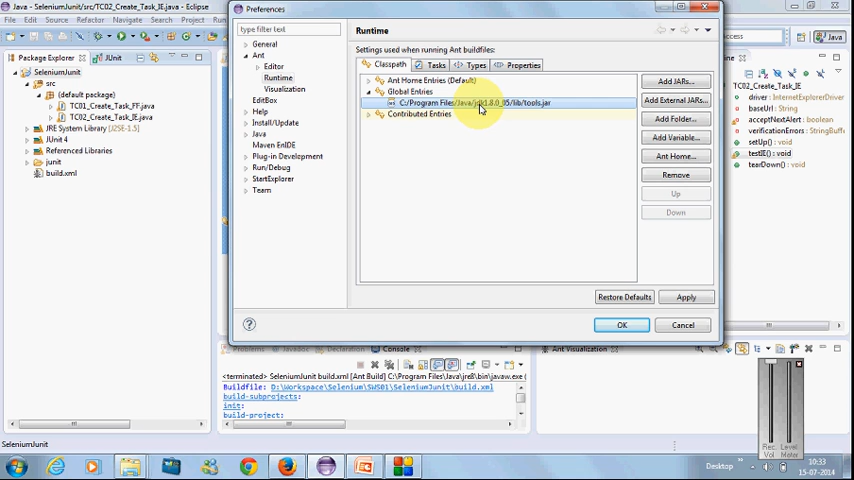 Java - SeleniumJunit/src/TC02_Create_Task_IE.java - Eclipse
File Edit Source Refactor Navigate
Preferences
Package Explorer JUnit
SeleniumJunit
src
(default package)
TC01_Create_Task_FF.java
TC02_Create_Task_IE.java
JRE System Library [J2SE-1.5]
JUnit 4
Referenced Libraries
junit
build.xml
type filter text
General
Ant
Editor
Runtime
Visualization
EditBox
Help
Install/Update
Java
Maven EnIDE
Plug-in Development
Run/Debug
StartExplorer
Team
Runtime
Settings used when running Ant buildfiles:
Classpath Tasks Types Properties
Ant Home Entries (Default)
Global Entries
C:/Program Files/Java/jdk1.8.0_05/lib/tools.jar
Contributed Entries
Add JARs...
Add External JARs...
Add Folder...
Add Variable...
Ant Home...
Remove
Up
Down
Restore Defaults Apply
OK Cancel
Java
TC02_Create_Task_IE
driver : InternetExplorerDriver
baseUrl : String
acceptNextAlert : boolean
verificationErrors : StringBuffe
setUp() : void
testIE() : void
tearDown() : void
Problems Javadoc Declaration Console
<terminated> SeleniumJunit build.xml [Ant Build] C:\Program Files\Java\jre8\bin\javaw.exe (
Buildfile: D:\Workspace\Selenium\SWS01\SeleniumJunit\build.xml
build-subprojects:
init:
build-project:
Ant Visualization
Rec. Vol
Level Meter
SeleniumJunit
Desktop
10:33
15-07-2014